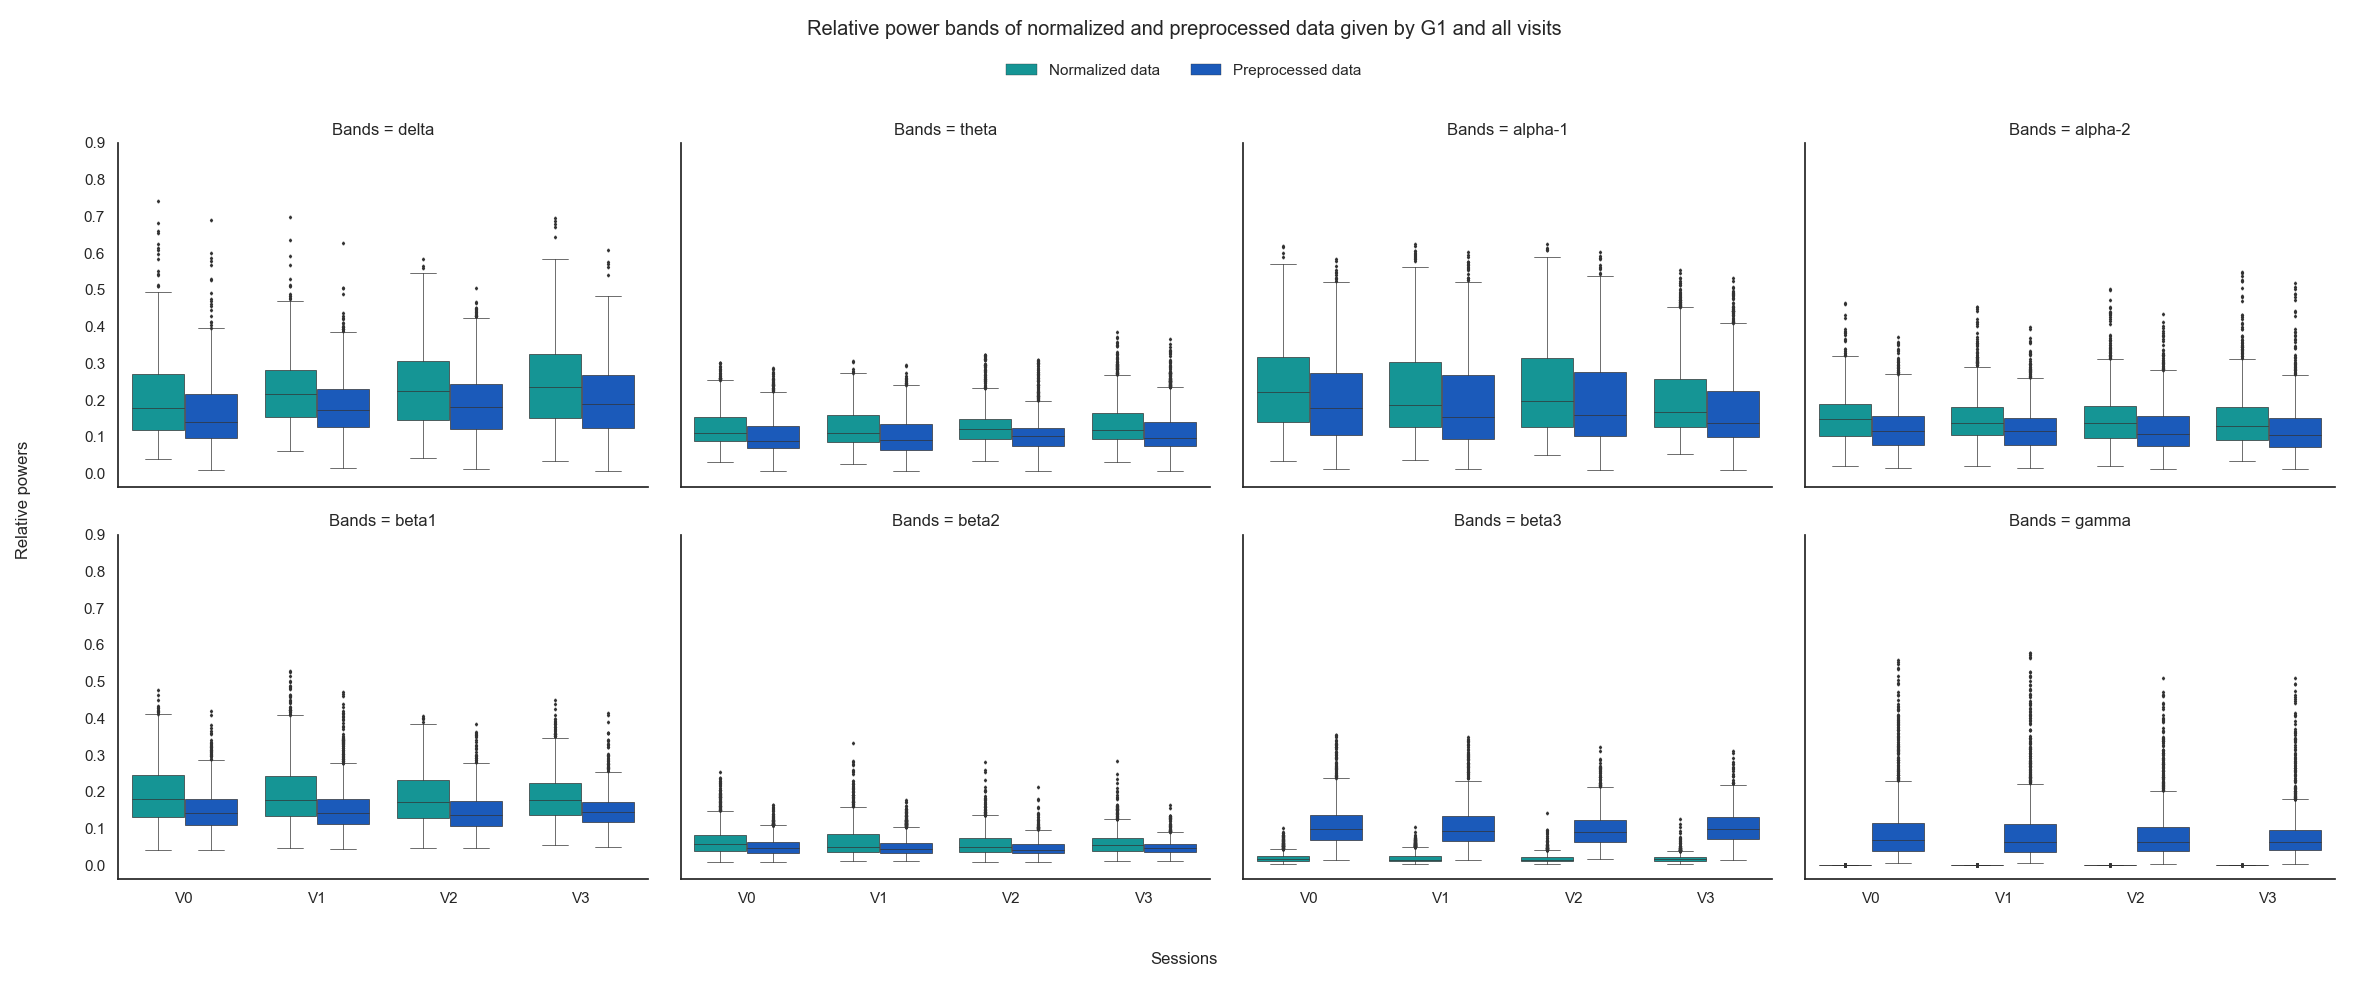 Relative power bands of normalized and preprocessed data given by G1 and all visits
Normalized data Preprocessed data
Bands = delta Bands = theta Bands = alpha-1 Bands = alpha-2
0.9
0.8
0.7
0.6
0.5
0.4
0.3
0.2
0.1
0.0
Relative powers
Bands = beta1 Bands = beta2 Bands = beta3 Bands = gamma
0.9
0.8
0.7
0.6
0.5
0.4
0.3
0.2
0.1
0.0
V0 V1 V2 V3 V0 V1 V2 V3 V0 V1 V2 V3 V0 V1 V2 V3
Sessions